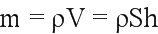 m = ρV = ρSh